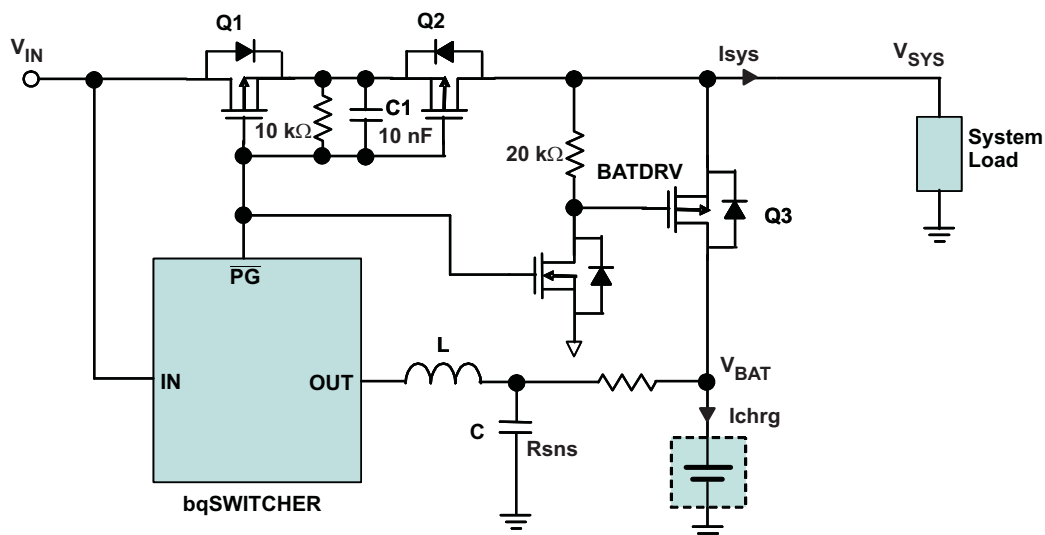 Q1
Q2
V_IN
Isys
V_SYS
C1
10 kΩ
10 nF
20 kΩ
BATDRV
System
Load
Q3
P̅G̅
L
IN
OUT
V_BAT
C
Rsns
Ichrg
bqSWITCHER